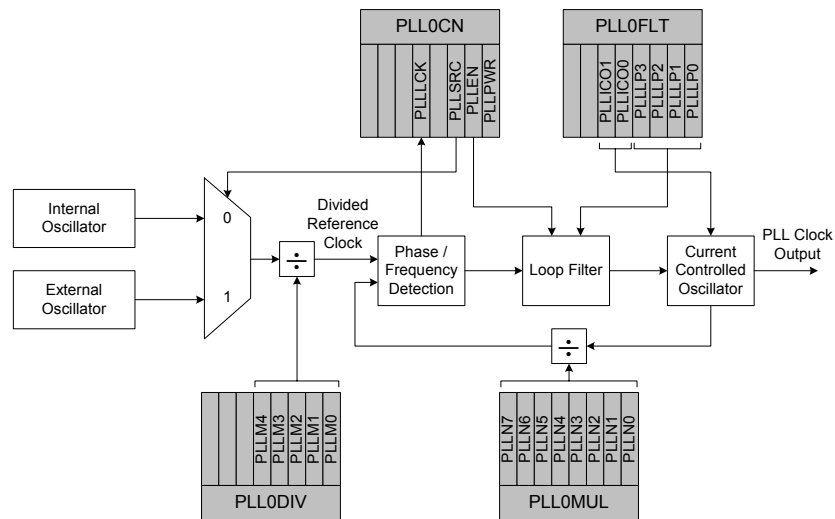 PLL0CN
PLLLCK
PLLSRC
PLLEN
PLLPWR
PLL0FLT
PLLICO1
PLLICO0
PLLLP3
PLLLP2
PLLLP1
PLLLP0
Internal
Oscillator
External
Oscillator
0
1
÷
Divided
Reference
Clock
Phase /
Frequency
Detection
Loop Filter
Current
Controlled
Oscillator
PLL Clock
Output
÷
PLLM4
PLLM3
PLLM2
PLLM1
PLLM0
PLL0DIV
PLLN7
PLLN6
PLLN5
PLLN4
PLLN3
PLLN2
PLLN1
PLLN0
PLL0MUL